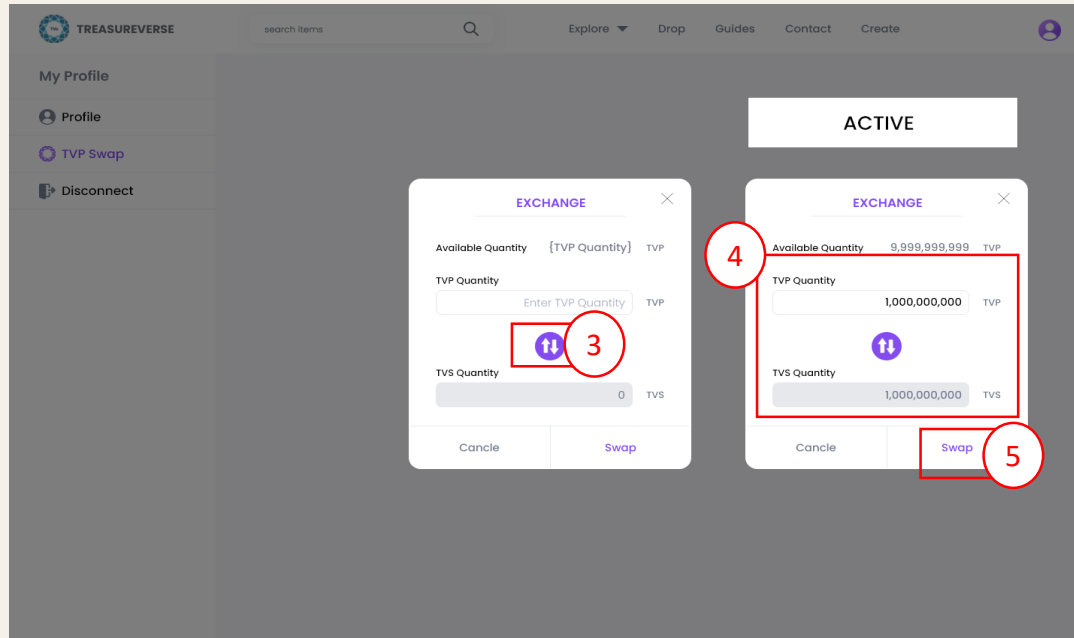 TREASUREVERSE
search items
Explore
Drop
Guides
Contact
Create
My Profile
Profile
TVP Swap
Disconnect
ACTIVE
EXCHANGE
Available Quantity {TVP Quantity} TVP
TVP Quantity
Enter TVP Quantity TVP
3
TVS Quantity
0 TVS
Cancle
Swap
EXCHANGE
4
Available Quantity 9,999,999,999 TVP
TVP Quantity
1,000,000,000 TVP
TVS Quantity
1,000,000,000 TVS
Cancle
Swap
5